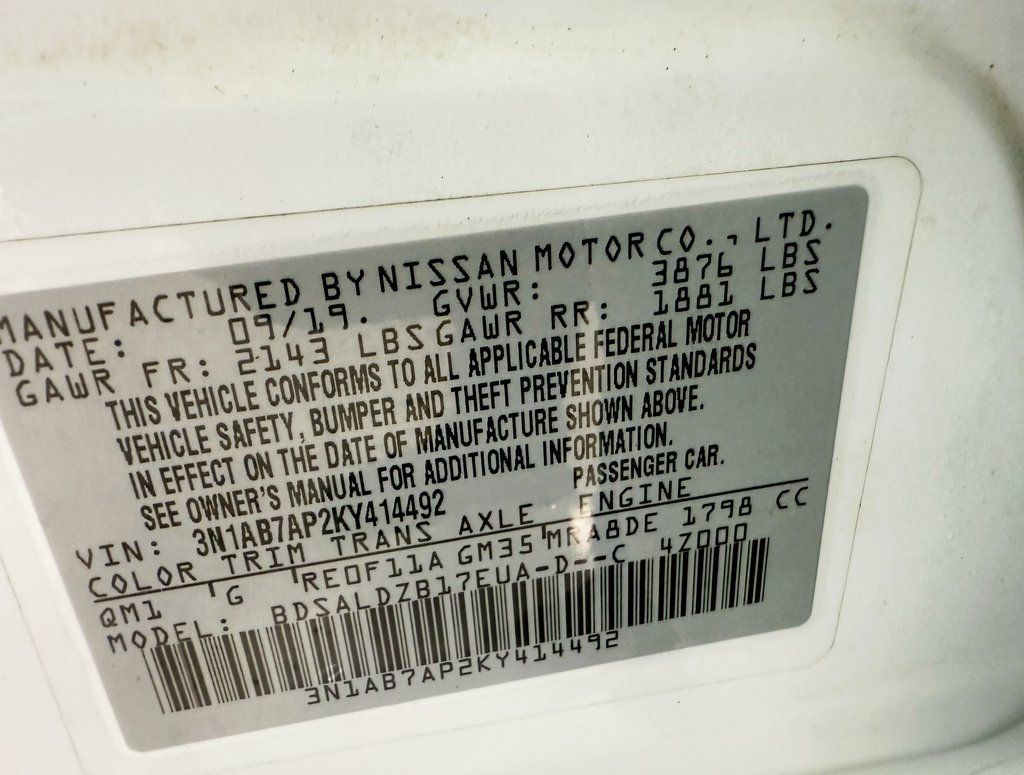 MANUFACTURED BY NISSAN MOTOR CO., LTD.
DATE: 09/19. GVWR: 3876 LBS
GAWR FR: 2143 LBS GAWR RR: 1881 LBS
THIS VEHICLE CONFORMS TO ALL APPLICABLE FEDERAL MOTOR
VEHICLE SAFETY, BUMPER AND THEFT PREVENTION STANDARDS
IN EFFECT ON THE DATE OF MANUFACTURE SHOWN ABOVE.
SEE OWNER'S MANUAL FOR ADDITIONAL INFORMATION.
VIN: 3N1AB7AP2KY414492 PASSENGER CAR.
COLOR TRIM TRANS AXLE ENGINE
QM1 G RE0F11A GM35 MRA8DE 1798 CC
MODEL: BDSALDZB17EUA-D--C 4Z000
3N1AB7AP2KY414492